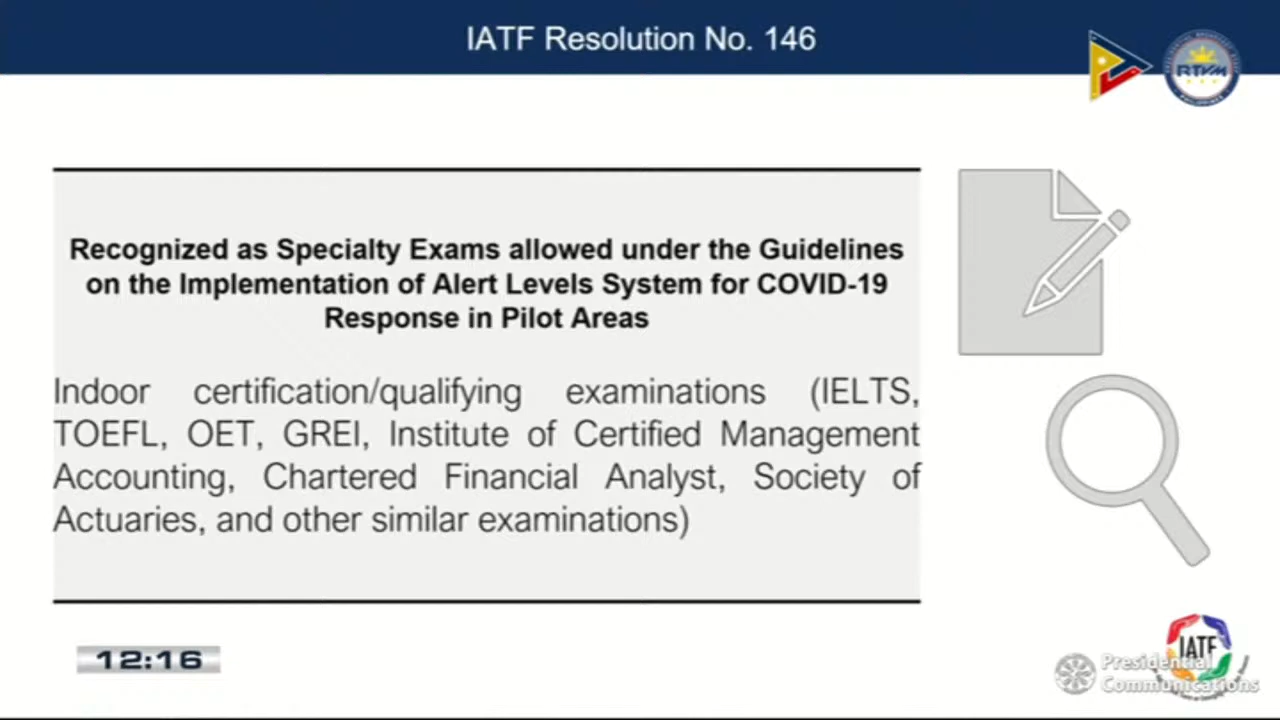 IATF Resolution No. 146
RTVM
PHILIPPINES
Recognized as Specialty Exams allowed under the Guidelines
on the Implementation of Alert Levels System for COVID-19
Response in Pilot Areas
Indoor certification/qualifying examinations (IELTS,
TOEFL, OET, GREI, Institute of Certified Management
Accounting, Chartered Financial Analyst, Society of
Actuaries, and other similar examinations)
12:16
IATF
Presidential
Communications